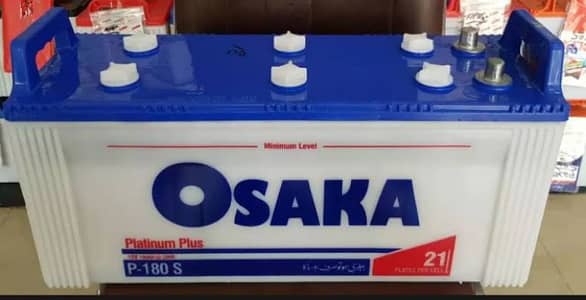 Minimum Level
OSAKA
Platinum Plus
P-180 S
21
PLATES PER CELL